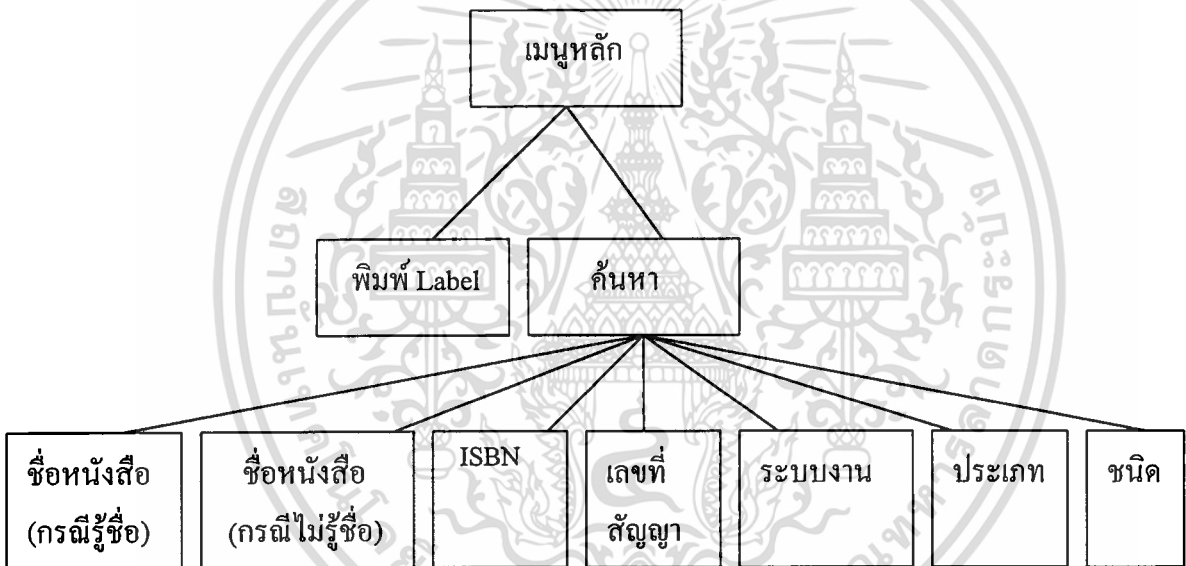 เมนูหลัก
พิมพ์ Label
ค้นหา
ชื่อหนังสือ
(กรณีรู้ชื่อ)
ชื่อหนังสือ
(กรณีไม่รู้ชื่อ)
ISBN
เลขที่
สัญญา
ระบบงาน
ประเภท
ชนิด